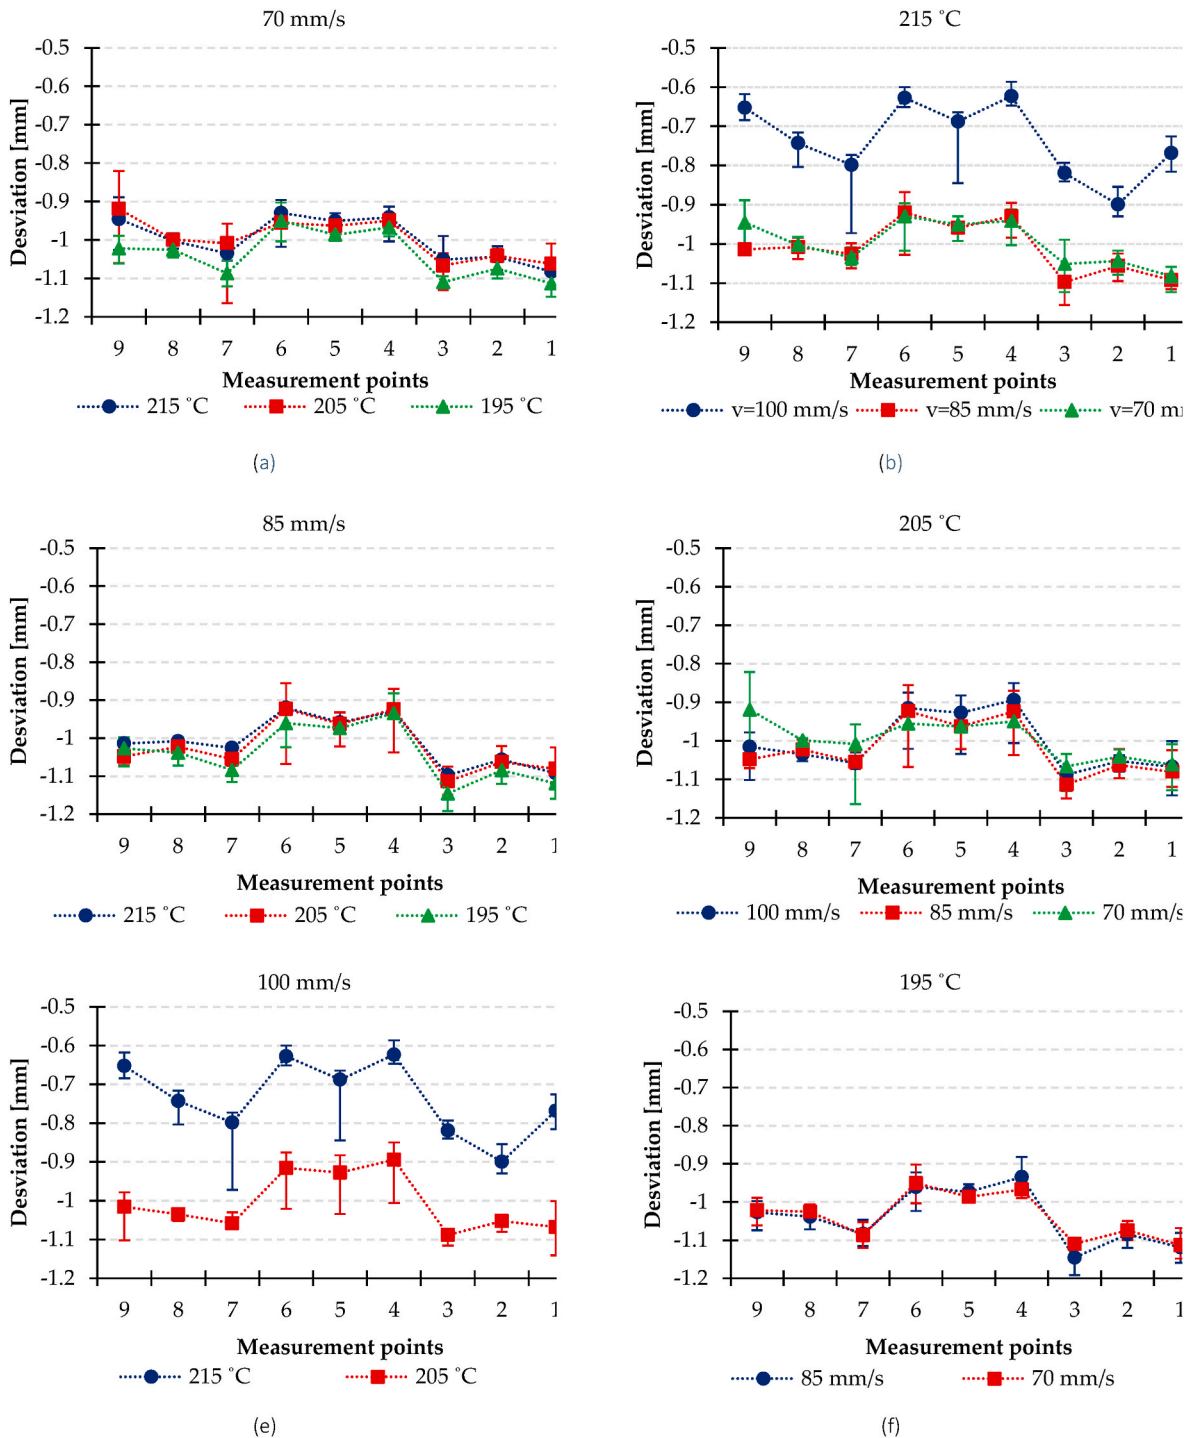 70 mm/s
-0.5
-0.6
-0.7
-0.8
-0.9
-1
-1.1
-1.2
Desviation [mm]
9 8 7 6 5 4 3 2 1
Measurement points
215 ˚C 205 ˚C 195 ˚C
(a)
215 ˚C
-0.5
-0.6
-0.7
-0.8
-0.9
-1
-1.1
-1.2
Desviation [mm]
9 8 7 6 5 4 3 2 1
Measurement points
v=100 mm/s v=85 mm/s v=70 m
(b)
85 mm/s
-0.5
-0.6
-0.7
-0.8
-0.9
-1
-1.1
-1.2
Desviation [mm]
9 8 7 6 5 4 3 2 1
Measurement points
215 ˚C 205 ˚C 195 ˚C
205 ˚C
-0.5
-0.6
-0.7
-0.8
-0.9
-1
-1.1
-1.2
Desviation [mm]
9 8 7 6 5 4 3 2 1
Measurement points
100 mm/s 85 mm/s 70 mm/s
100 mm/s
-0.5
-0.6
-0.7
-0.8
-0.9
-1
-1.1
-1.2
Desviation [mm]
9 8 7 6 5 4 3 2 1
Measurement points
215 ˚C 205 ˚C
(e)
195 ˚C
-0.5
-0.6
-0.7
-0.8
-0.9
-1
-1.1
-1.2
Desviation [mm]
9 8 7 6 5 4 3 2 1
Measurement points
85 mm/s 70 mm/s
(f)